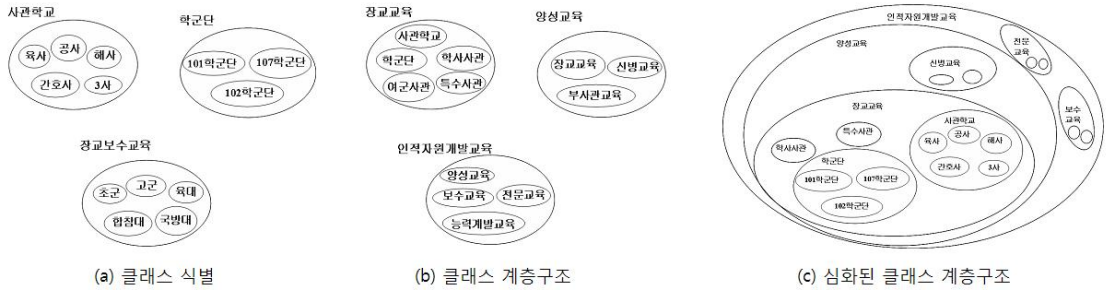 사관학교
육사
공사
해사
간호사
3사
학군단
101학군단
107학군단
102학군단
장교보수교육
초군
고군
육대
합참대
국방대
(a) 클래스 식별
장교교육
사관학교
학군단
학사사관
여군사관
특수사관
양성교육
장교교육
신병교육
부사관교육
인적자원개발교육
양성교육
보수교육
전문교육
능력개발교육
(b) 클래스 계층구조
인적자원개발교육
전문
교육
양성교육
신병교육
보수
교육
장교교육
특수사관
학사사관
사관학교
육사
공사
해사
간호사
3사
학군단
101학군단
107학군단
102학군단
(c) 심화된 클래스 계층구조